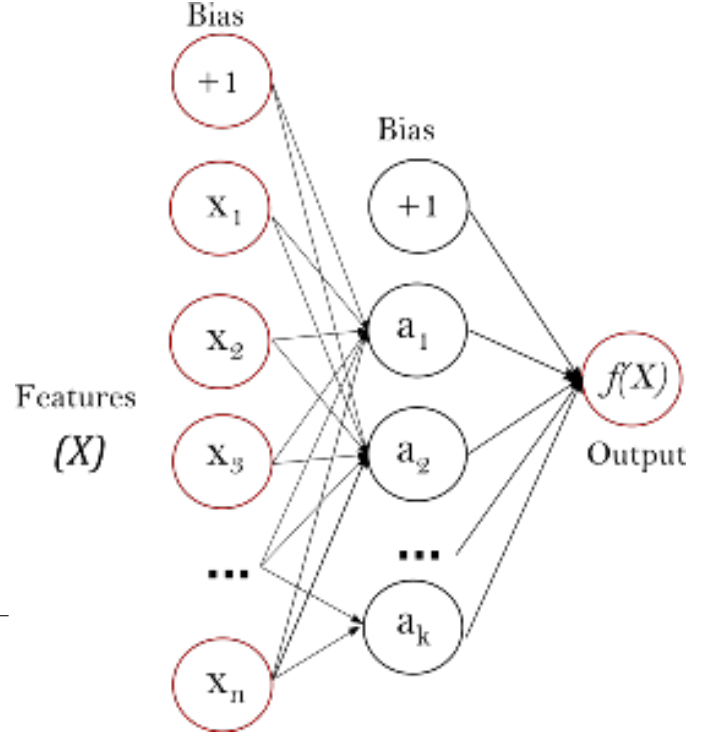 Bias
+1
x1
x2
x3
...
xn
Features
(X)
Bias
+1
a1
a2
...
ak
f(X)
Output